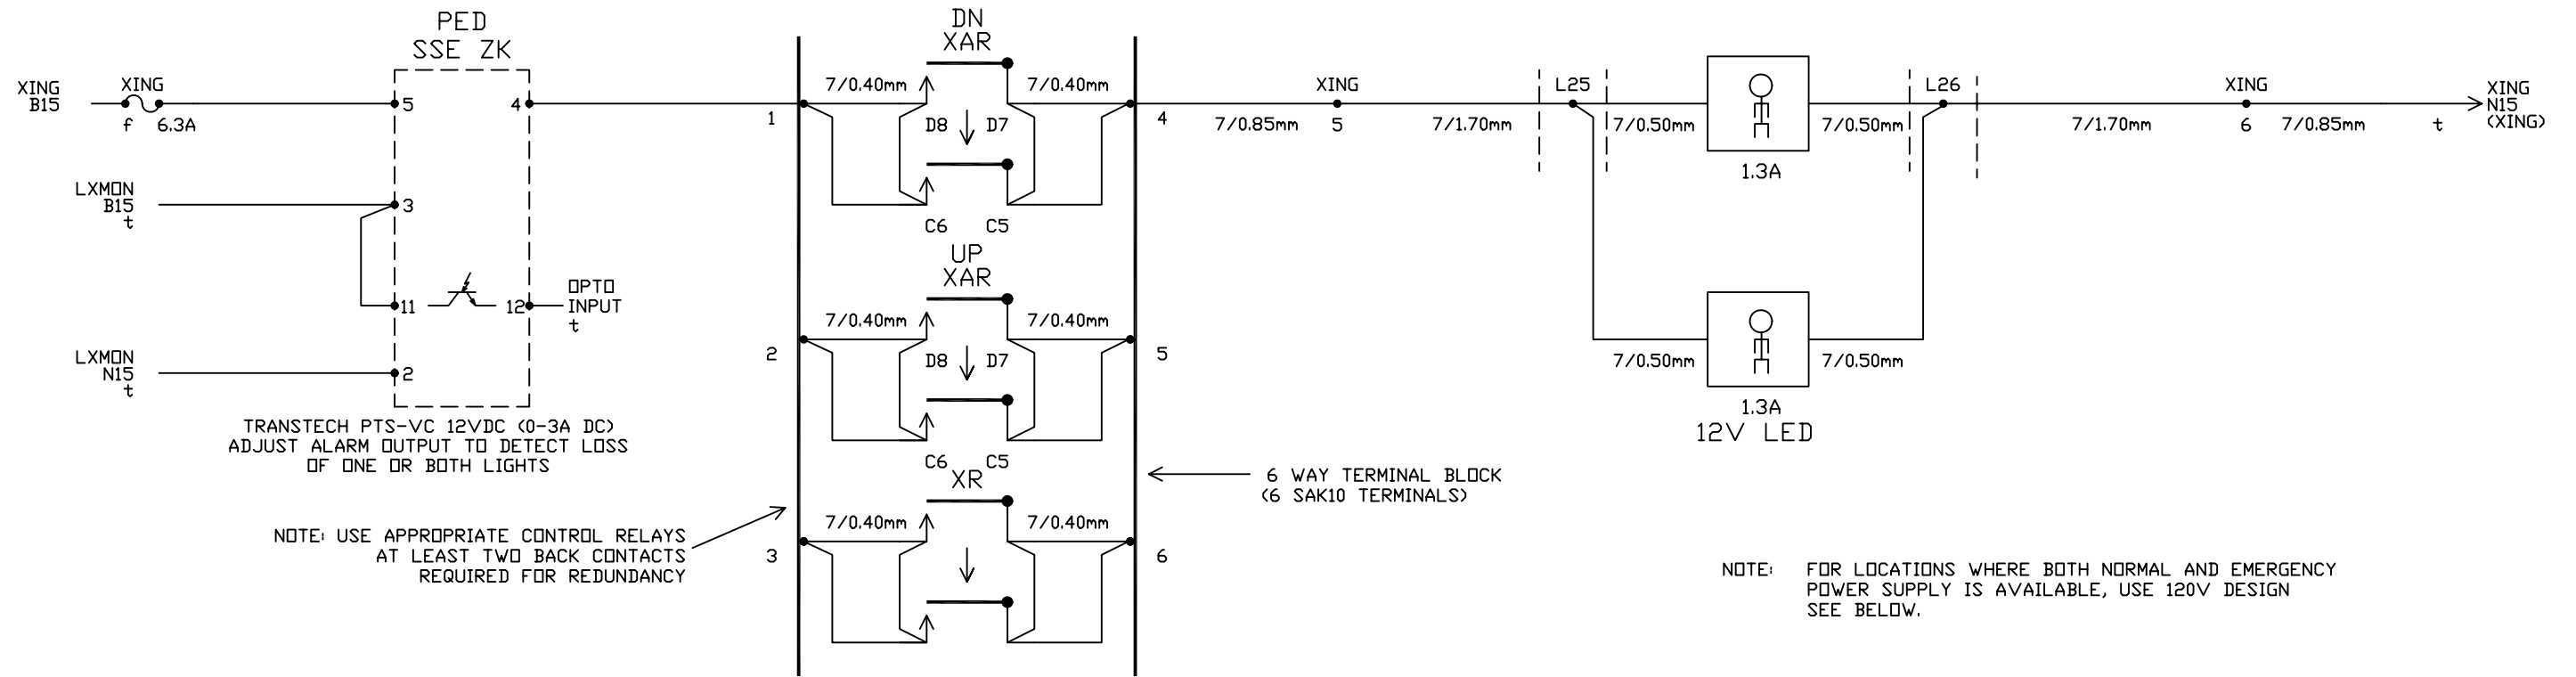 PED
SSE ZK
XING
B15
XING
f 6.3A
5
4
LXMON
B15
t
3
11
12
OPTO
INPUT
t
LXMON
N15
t
2
TRANSTECH PTS-VC 12VDC (0-3A DC)
ADJUST ALARM OUTPUT TO DETECT LOSS
OF ONE OR BOTH LIGHTS
NOTE: USE APPROPRIATE CONTROL RELAYS
AT LEAST TWO BACK CONTACTS
REQUIRED FOR REDUNDANCY
DN
XAR
7/0.40mm
7/0.40mm
1
D8 D7
4
C6 C5
UP
XAR
7/0.40mm
7/0.40mm
2
D8 D7
5
C6 C5
XR
7/0.40mm
7/0.40mm
3
6
6 WAY TERMINAL BLOCK
(6 SAK10 TERMINALS)
XING
7/0.85mm 5 7/1.70mm
L25
7/0.50mm
1.3A
7/0.50mm
L26
7/0.50mm
7/0.50mm
1.3A
12V LED
XING
7/1.70mm 6 7/0.85mm t
XING
N15
(XING)
NOTE: FOR LOCATIONS WHERE BOTH NORMAL AND EMERGENCY
POWER SUPPLY IS AVAILABLE, USE 120V DESIGN
SEE BELOW.